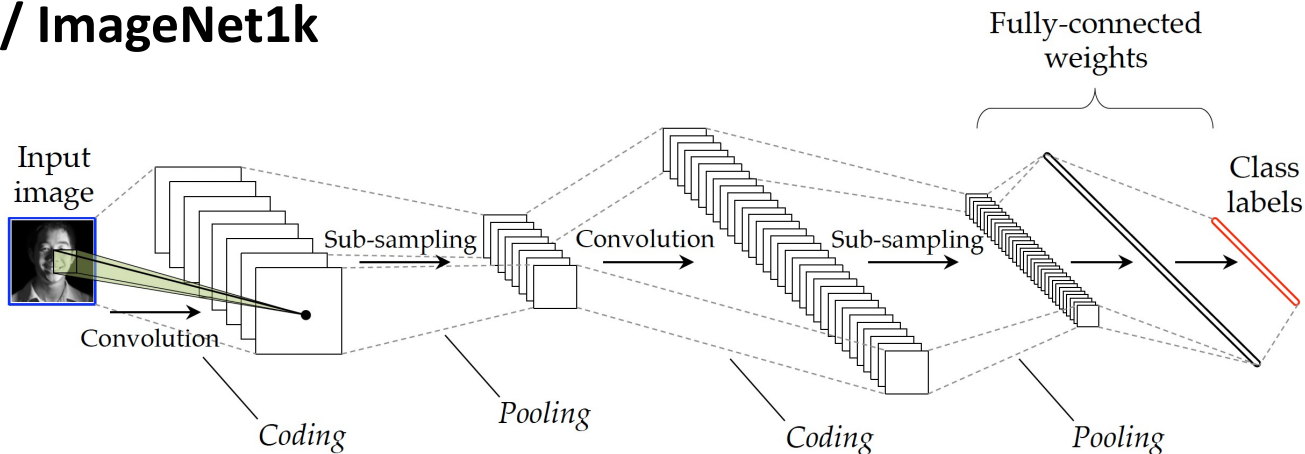 / ImageNet1k
Fully-connected
weights
Input
image
Class
labels
Sub-sampling
Convolution
Sub-sampling
Convolution
Pooling
Coding
Coding
Pooling